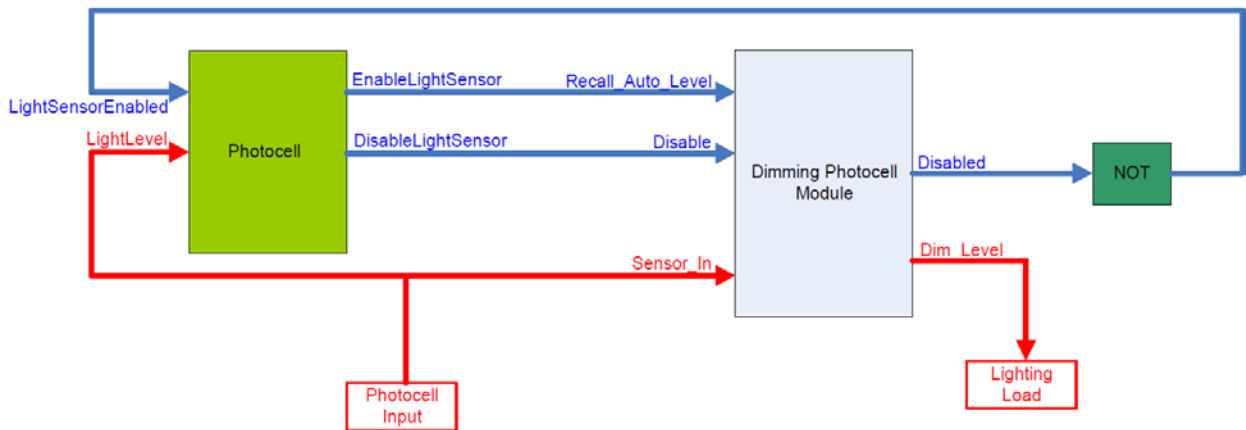 EnableLightSensor
Recall_Auto_Level
LightSensorEnabled
LightLevel
DisableLightSensor
Disable
Photocell
Dimming Photocell
Module
Disabled
NOT
Sensor_In
Dim_Level
Photocell
Input
Lighting
Load